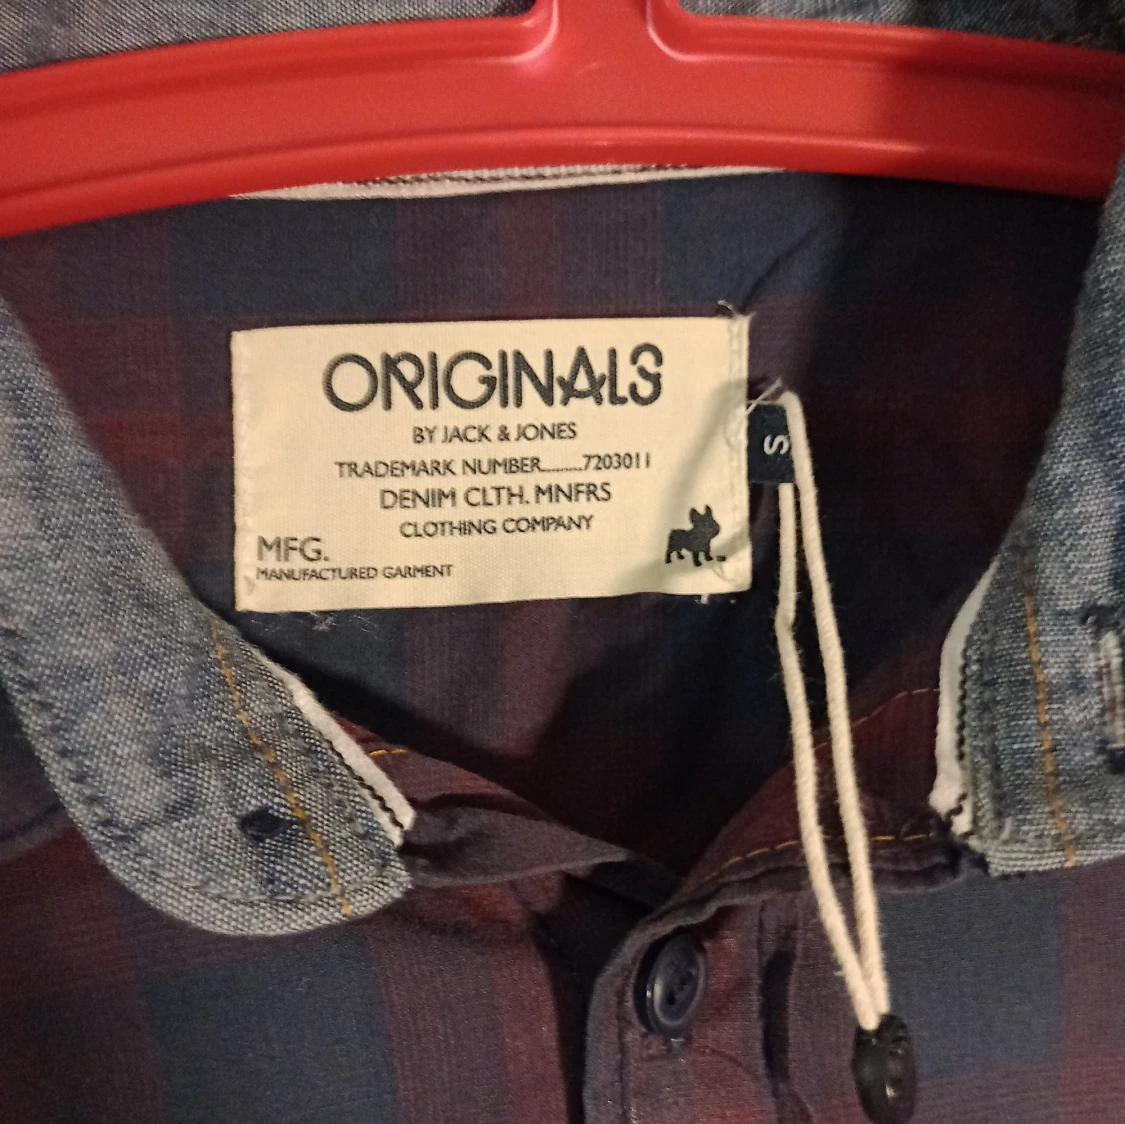 ORIGINALS
BY JACK & JONES
TRADEMARK NUMBER.........7203011
DENIM CLTH. MNFRS
CLOTHING COMPANY
MFG.
MANUFACTURED GARMENT
S